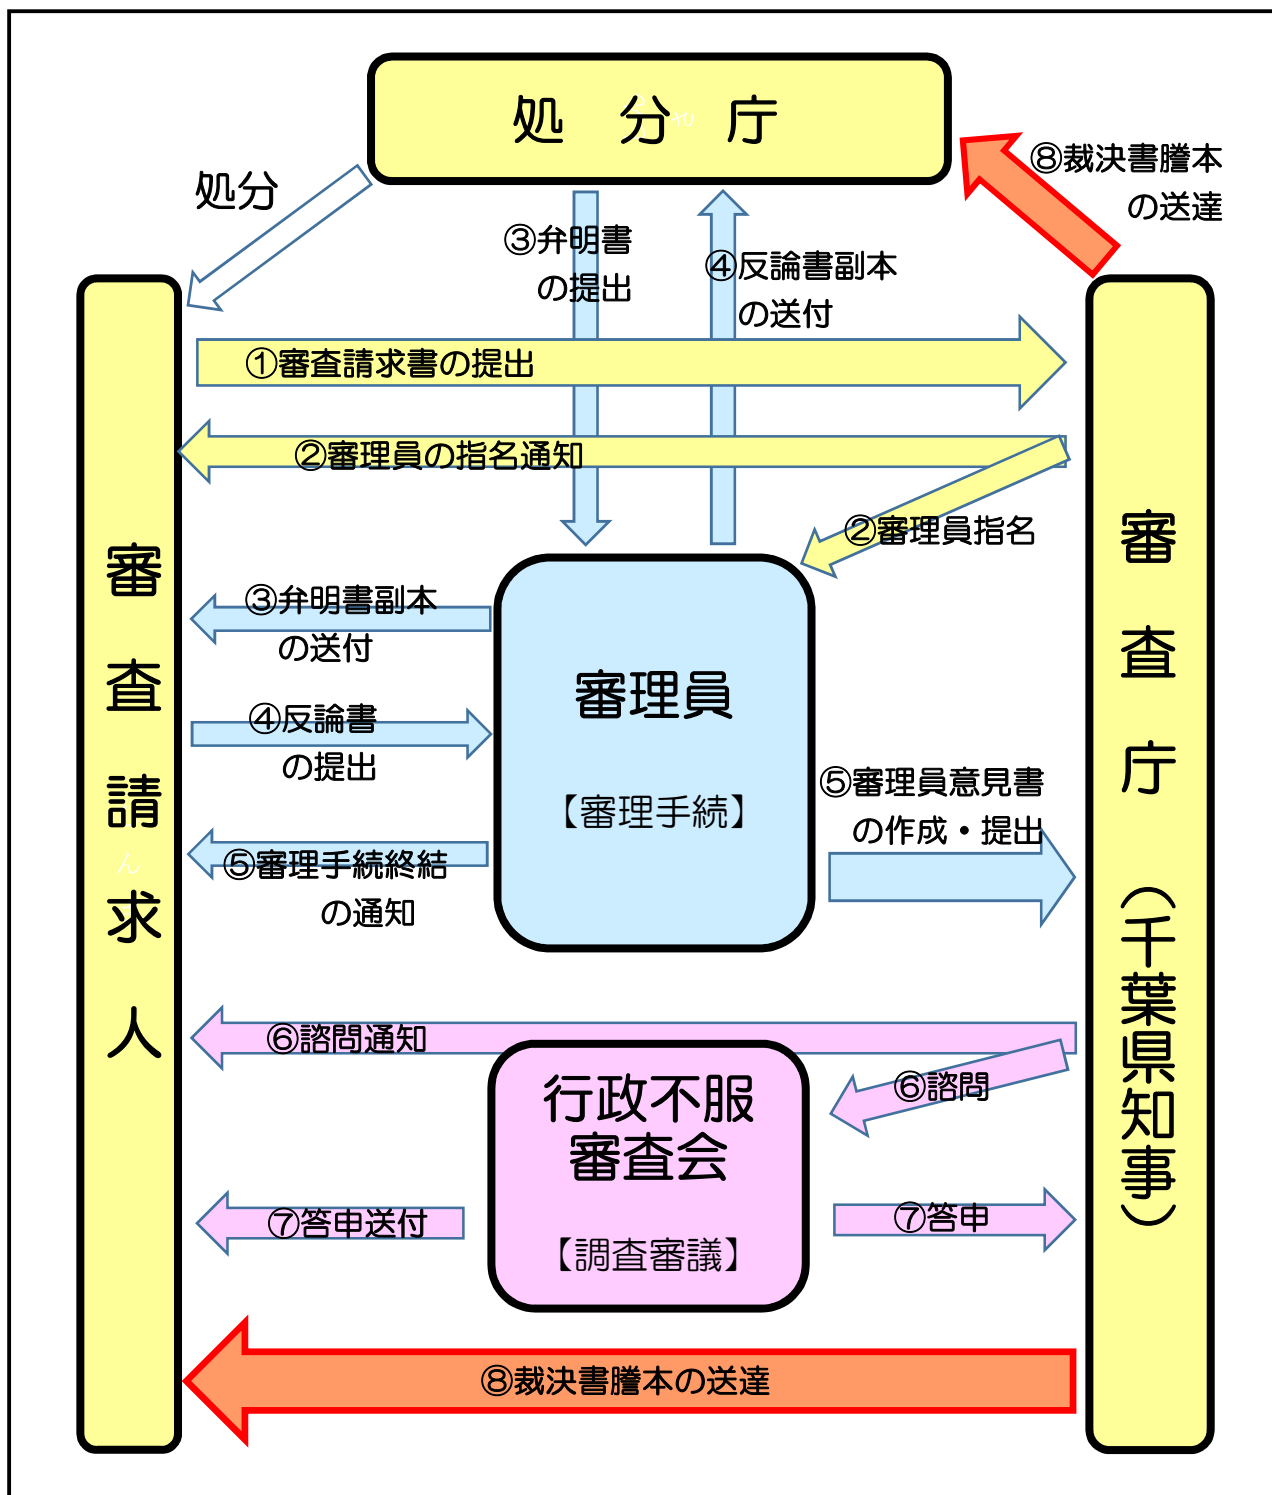 処　分　庁
処分
⑧裁決書謄本
の送達
③弁明書
の提出
④反論書副本
の送付
①審査請求書の提出
②審理員の指名通知
②審理員指名
審査請求人
審査庁（千葉県知事）
③弁明書副本
の送付
審理員
【審理手続】
④反論書
の提出
⑤審理員意見書
の作成・提出
⑤審理手続終結
の通知
⑥諮問通知
⑥諮問
行政不服
審査会
【調査審議】
⑦答申送付
⑦答申
⑧裁決書謄本の送達
ん